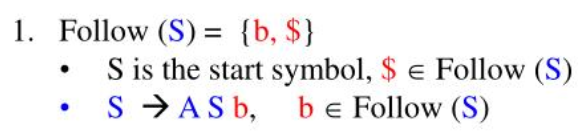 1. Follow (S) = {b, $}
• S is the start symbol, $ ∈ Follow (S)
• S → A S b, b ∈ Follow (S)